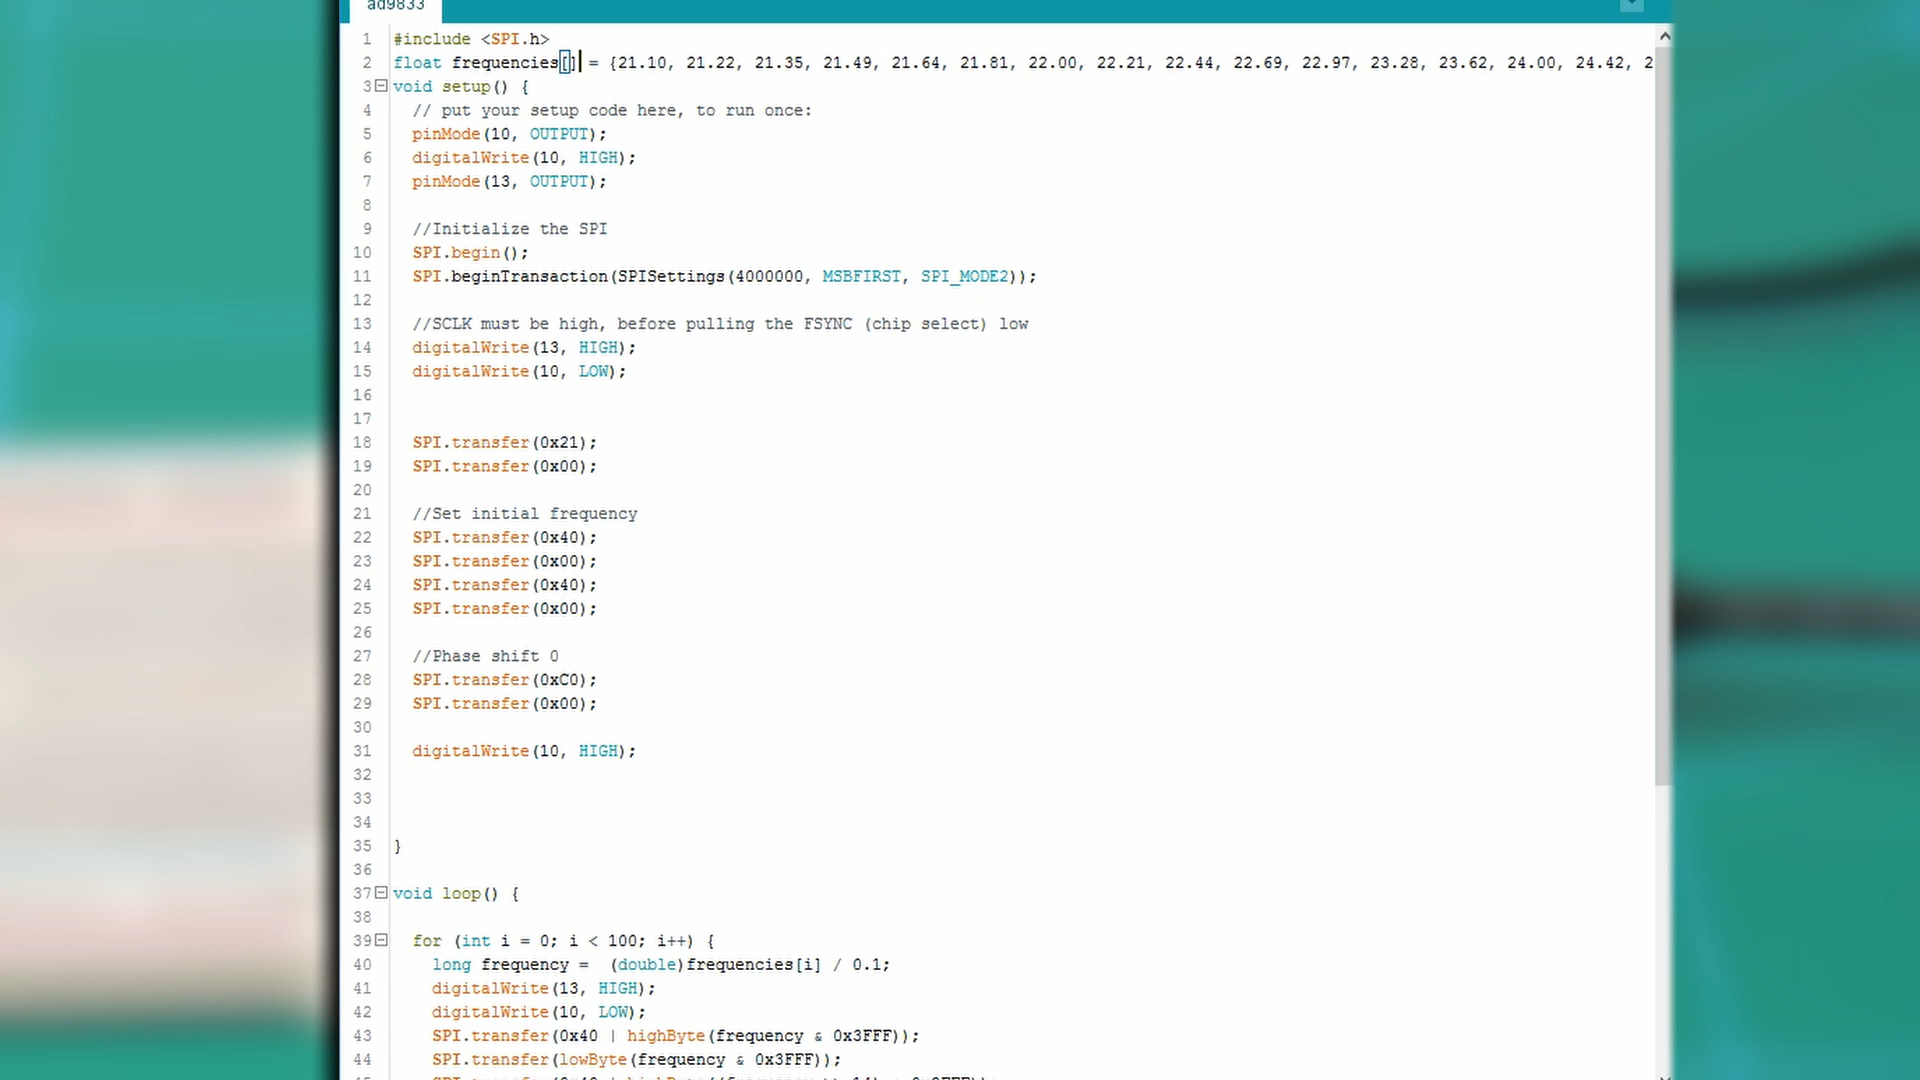 ad9833
1 #include <SPI.h>
2 float frequencies[] = {21.10, 21.22, 21.35, 21.49, 21.64, 21.81, 22.00, 22.21, 22.44, 22.69, 22.97, 23.28, 23.62, 24.00, 24.42, 2
3 void setup() {
4 // put your setup code here, to run once:
5 pinMode(10, OUTPUT);
6 digitalWrite(10, HIGH);
7 pinMode(13, OUTPUT);
8
9 //Initialize the SPI
10 SPI.begin();
11 SPI.beginTransaction(SPISettings(4000000, MSBFIRST, SPI_MODE2));
12
13 //SCLK must be high, before pulling the FSYNC (chip select) low
14 digitalWrite(13, HIGH);
15 digitalWrite(10, LOW);
16
17
18 SPI.transfer(0x21);
19 SPI.transfer(0x00);
20
21 //Set initial frequency
22 SPI.transfer(0x40);
23 SPI.transfer(0x00);
24 SPI.transfer(0x40);
25 SPI.transfer(0x00);
26
27 //Phase shift 0
28 SPI.transfer(0xC0);
29 SPI.transfer(0x00);
30
31 digitalWrite(10, HIGH);
32
33
34
35 }
36
37 void loop() {
38
39 for (int i = 0; i < 100; i++) {
40 long frequency = (double)frequencies[i] / 0.1;
41 digitalWrite(13, HIGH);
42 digitalWrite(10, LOW);
43 SPI.transfer(0x40 | highByte(frequency & 0x3FFF));
44 SPI.transfer(lowByte(frequency & 0x3FFF));